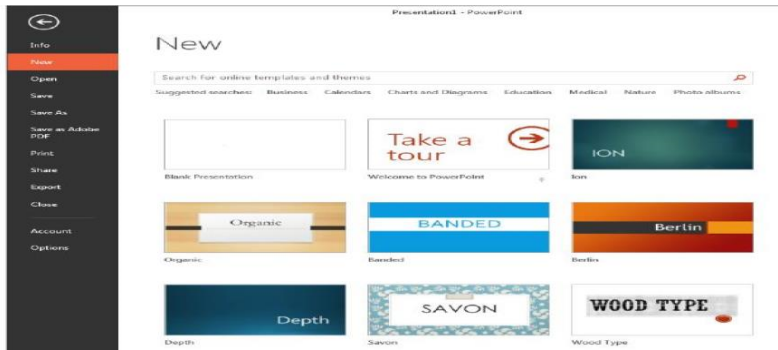 Presentation1 - PowerPoint
Info
New
Open
Save
Save As
Save as Adobe
PDF
Print
Share
Export
Close
Account
Options
New
Search for online templates and themes
Suggested searches: Business Calendars Charts and Diagrams Education Medical Nature Photo albums
Take a
tour
ION
Blank Presentation Welcome to PowerPoint Ion
Organic BANDED Berlin
Organic Banded Berlin
Depth SAVON WOOD TYPE
Depth Savon Wood Type